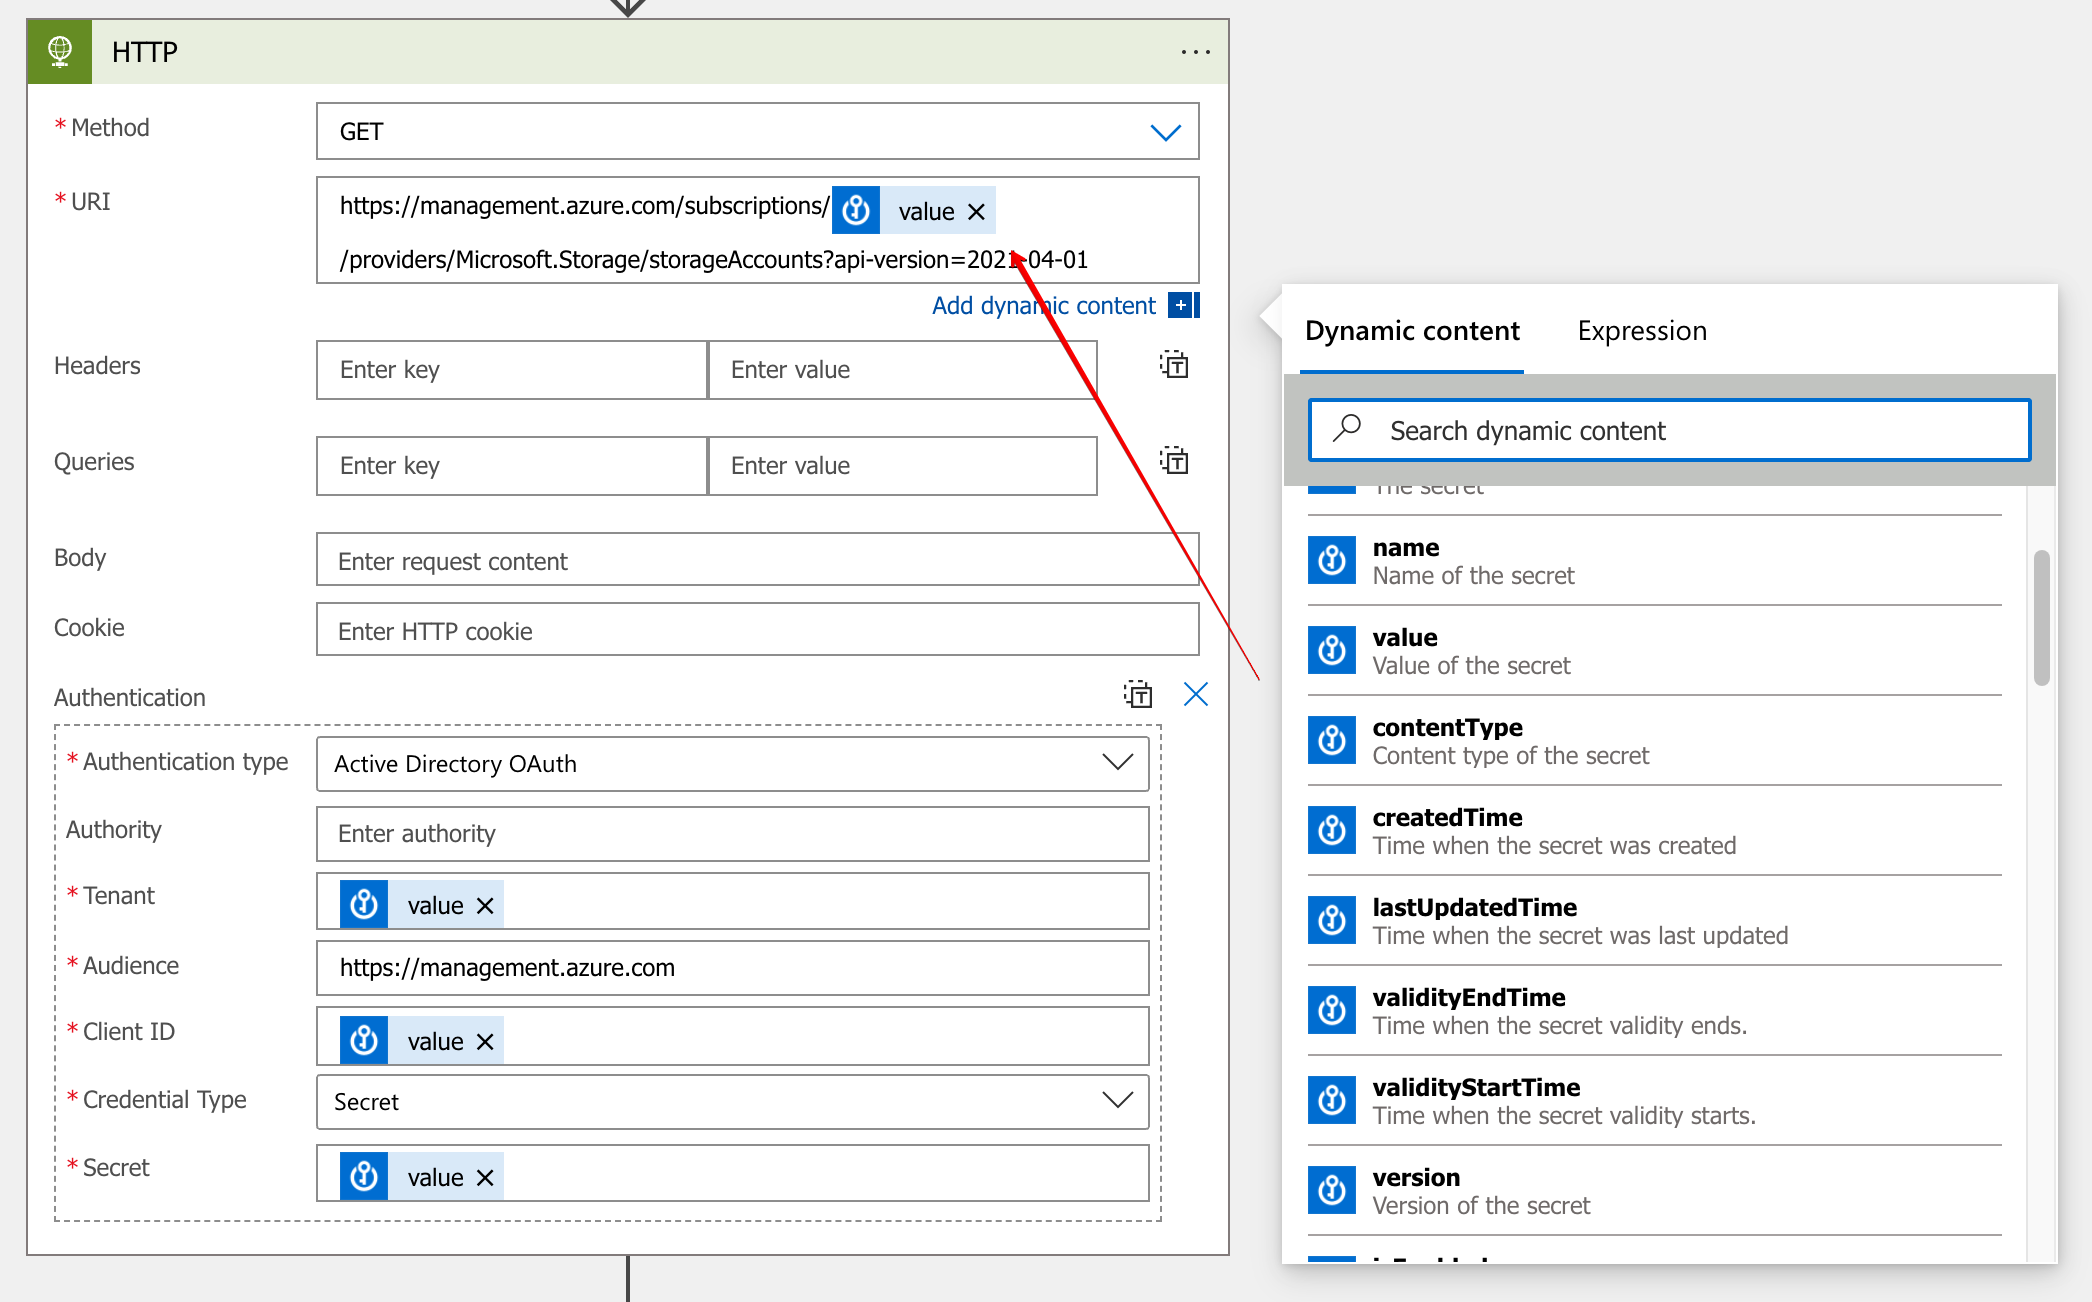 HTTP
* Method
GET
* URI
https://management.azure.com/subscriptions/ value ×
/providers/Microsoft.Storage/storageAccounts?api-version=2021-04-01
Add dynamic content
Headers
Enter key
Enter value
Queries
Enter key
Enter value
Body
Enter request content
Cookie
Enter HTTP cookie
Authentication
* Authentication type
Active Directory OAuth
Authority
Enter authority
* Tenant
value ×
* Audience
https://management.azure.com
* Client ID
value ×
* Credential Type
Secret
* Secret
value ×
Dynamic content
Expression
Search dynamic content
The secret
name
Name of the secret
value
Value of the secret
contentType
Content type of the secret
createdTime
Time when the secret was created
lastUpdatedTime
Time when the secret was last updated
validityEndTime
Time when the secret validity ends.
validityStartTime
Time when the secret validity starts.
version
Version of the secret